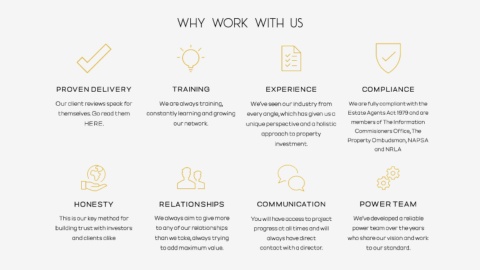 WHY WORK WITH US
PROVEN DELIVERY
Our client reviews speak for
themselves. Go read them
HERE.
TRAINING
We are always training,
constantly learning and growing
our network.
EXPERIENCE
We've seen our industry from
every angle, which has given us a
unique perspective and a holistic
approach to property
investment.
COMPLIANCE
We are fully compliant with the
Estate Agents Act 1979 and are
members of The Information
Commisioners Office, The
Property Ombudsman, NAPSA
and NRLA
HONESTY
This is our key method for
building trust with investors
and clients alike
RELATIONSHIPS
We always aim to give more
to any of our relationships
than we take, always trying
to add maximum value.
COMMUNICATION
You will have access to project
progress at all times and will
always have direct
contact with a director.
POWER TEAM
We've developed a reliable
power team over the years
who share our vision and work
to our standard.